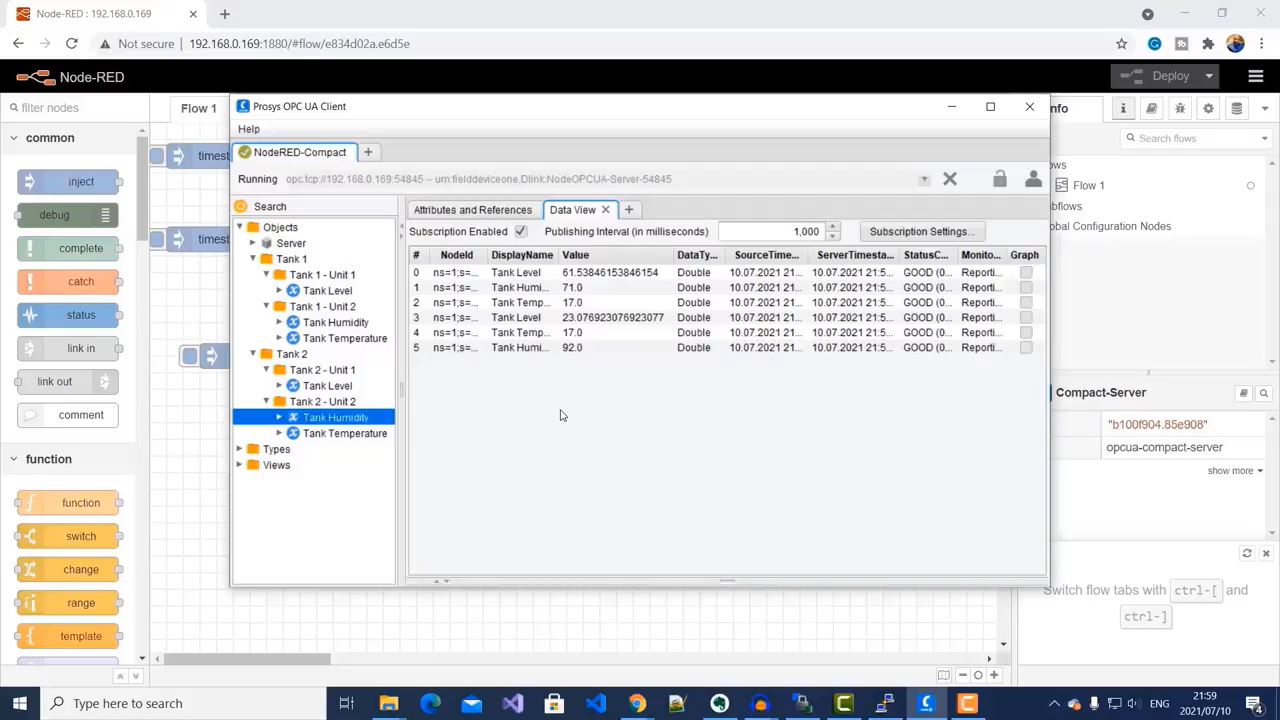 Node-RED : 192.168.0.169
Not secure 192.168.0.169:1880/#flow/e834d02a.e6d5e
Node-RED
Deploy
filter nodes
Flow 1
common
inject
debug
complete
catch
status
link in
link out
comment
function
function
switch
change
range
template
timest
timest
Prosys OPC UA Client
Help
NodeRED-Compact
Running opc.tcp://192.168.0.169:54845 -- urn:fielddeviceone.Dlink:NodeOPCUA-Server-54845
Search
Objects
Server
Tank 1
Tank 1 - Unit 1
Tank Level
Tank 1 - Unit 2
Tank Humidity
Tank Temperature
Tank 2
Tank 2 - Unit 1
Tank Level
Tank 2 - Unit 2
Tank Humidity
Tank Temperature
Types
Views
Attributes and References Data View
Subscription Enabled Publishing Interval (in milliseconds) 1,000 Subscription Settings...
# NodeId DisplayName Value DataTy... SourceTime... ServerTimesta... StatusC... Monito... Graph
0 ns=1;s=... Tank Level 61.53846153846154 Double 10.07.2021 21... 10.07.2021 21:5... GOOD (0... Reporti...
1 ns=1;s=... Tank Humi... 71.0 Double 10.07.2021 21... 10.07.2021 21:5... GOOD (0... Reporti...
2 ns=1;s=... Tank Temp... 17.0 Double 10.07.2021 21... 10.07.2021 21:5... GOOD (0... Reporti...
3 ns=1;s=... Tank Level 23.076923076923077 Double 10.07.2021 21... 10.07.2021 21:5... GOOD (0... Reporti...
4 ns=1;s=... Tank Temp... 17.0 Double 10.07.2021 21... 10.07.2021 21:5... GOOD (0... Reporti...
5 ns=1;s=... Tank Humi... 92.0 Double 10.07.2021 21... 10.07.2021 21:5... GOOD (0... Reporti...
nfo
Search flows
ows
Flow 1
bflows
Global Configuration Nodes
Compact-Server
"b100f904.85e908"
opcua-compact-server
show more
Switch flow tabs with ctrl-[ and
ctrl-]
Type here to search
ENG
21:59
2021/07/10